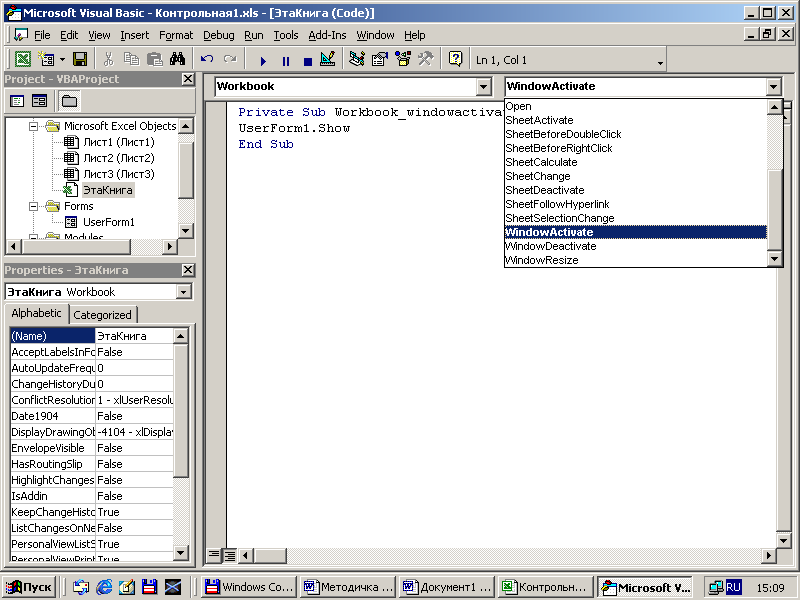 Microsoft Visual Basic - Контрольная1.xls - [ЭтаКнига (Code)]
File Edit View Insert Format Debug Run Tools Add-Ins Window Help
Ln 1, Col 1
Project - VBAProject
Microsoft Excel Objects
Лист1 (Лист1)
Лист2 (Лист2)
Лист3 (Лист3)
ЭтаКнига
Forms
UserForm1
Modules
Properties - ЭтаКнига
ЭтаКнига Workbook
Alphabetic Categorized
(Name) ЭтаКнига
AcceptLabelsInFo False
AutoUpdateFrequ 0
ChangeHistoryDu 0
ConflictResolution 1 - xlUserResolu
Date1904 False
DisplayDrawingOb -4104 - xlDisplay
EnvelopeVisible False
HasRoutingSlip False
HighlightChanges False
IsAddin False
KeepChangeHisto True
ListChangesOnNe False
PersonalViewListS True
PersonalViewPrint True
Workbook
WindowActivate
Private Sub Workbook_windowactivat
UserForm1.Show
End Sub
Open
SheetActivate
SheetBeforeDoubleClick
SheetBeforeRightClick
SheetCalculate
SheetChange
SheetDeactivate
SheetFollowHyperlink
SheetSelectionChange
WindowActivate
WindowDeactivate
WindowResize
Пуск
Windows Co...
Методичка ...
Документ1 ...
Контрольн...
Microsoft V...
RU
15:09